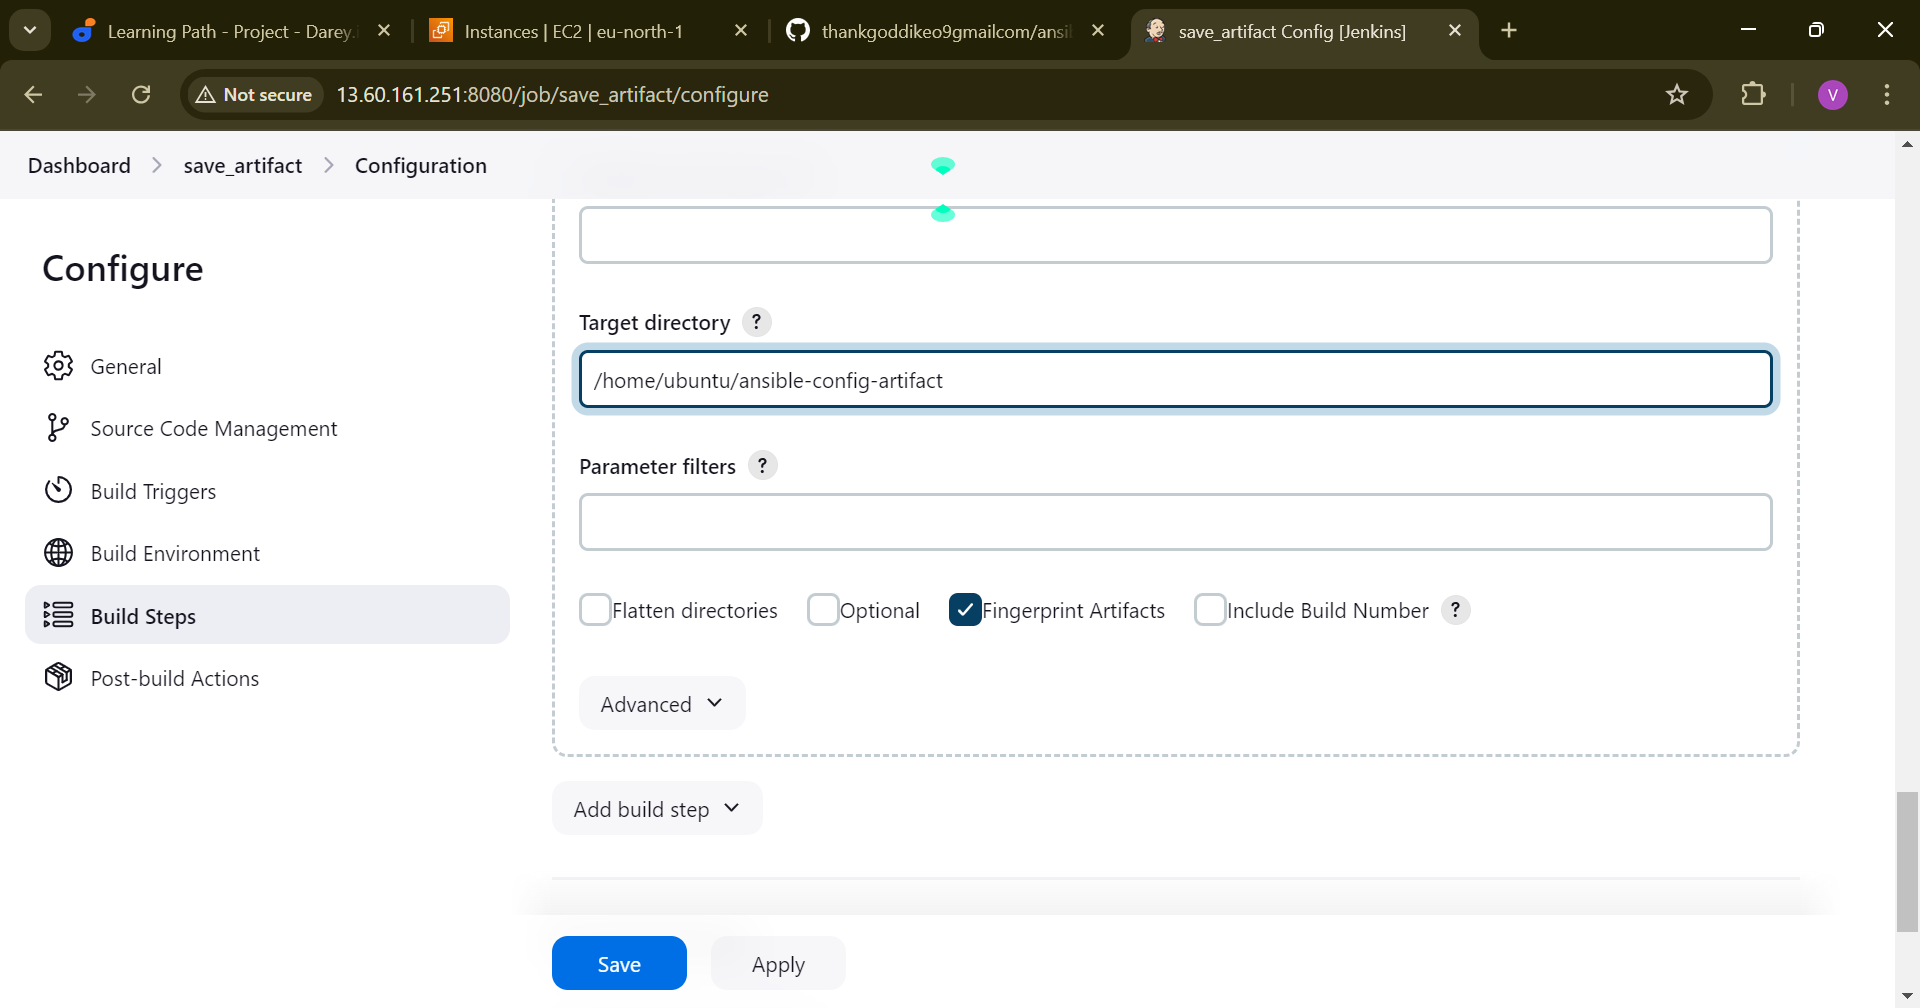 Learning Path - Project - Darey.i
Instances | EC2 | eu-north-1
thankgoddikeo9gmailcom/ansil
save_artifact Config [Jenkins]
Not secure
13.60.161.251:8080/job/save_artifact/configure
V
Dashboard
save_artifact
Configuration
Configure
General
Source Code Management
Build Triggers
Build Environment
Build Steps
Post-build Actions
Target directory ?
/home/ubuntu/ansible-config-artifact
Parameter filters ?
Flatten directories
Optional
Fingerprint Artifacts
Include Build Number ?
Advanced
Add build step
Save
Apply